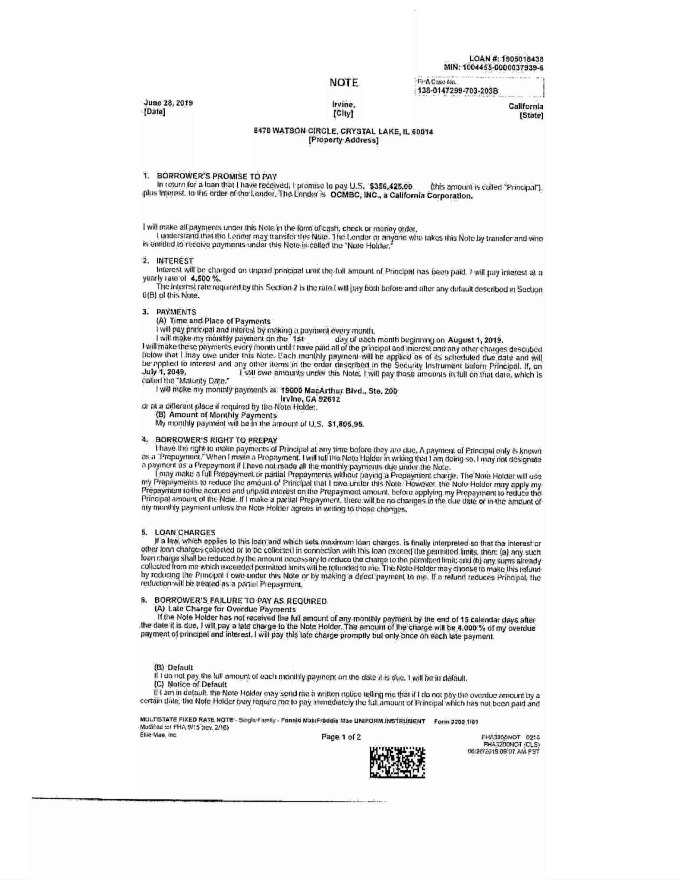 LOAN #: 1905018438
MIN: 1004455-0000037939-6
NOTE
FHA Case No.
138-0147299-703-203B
June 28, 2019
[Date]
Irvine,
[City]
California
[State]
8470 WATSON CIRCLE, CRYSTAL LAKE, IL 60014
[Property Address]
1. BORROWER'S PROMISE TO PAY
In return for a loan that I have received, I promise to pay U.S. $356,425.00 (this amount is called "Principal"),
plus interest, to the order of the Lender. The Lender is OCMBC, INC., a California Corporation.
I will make all payments under this Note in the form of cash, check or money order.
I understand that the Lender may transfer this Note. The Lender or anyone who takes this Note by transfer and who
is entitled to receive payments under this Note is called the "Note Holder."
2. INTEREST
Interest will be charged on unpaid principal until the full amount of Principal has been paid. I will pay interest at a
yearly rate of 4.500 %.
The interest rate required by this Section 2 is the rate I will pay both before and after any default described in Section
6(B) of this Note.
3. PAYMENTS
(A) Time and Place of Payments
I will pay principal and interest by making a payment every month.
I will make my monthly payment on the 1st day of each month beginning on August 1, 2019.
I will make these payments every month until I have paid all of the principal and interest and any other charges described
below that I may owe under this Note. Each monthly payment will be applied as of its scheduled due date and will
be applied to interest and any other items in the order described in the Security Instrument before Principal. If, on
July 1, 2049, I still owe amounts under this Note, I will pay those amounts in full on that date, which is
called the "Maturity Date."
I will make my monthly payments at 19000 MacArthur Blvd., Ste. 200
Irvine, CA 92612
or at a different place if required by the Note Holder.
(B) Amount of Monthly Payments
My monthly payment will be in the amount of U.S. $1,805.95.
4. BORROWER'S RIGHT TO PREPAY
I have the right to make payments of Principal at any time before they are due. A payment of Principal only is known
as a "Prepayment." When I make a Prepayment, I will tell the Note Holder in writing that I am doing so. I may not designate
a payment as a Prepayment if I have not made all the monthly payments due under the Note.
I may make a full Prepayment or partial Prepayments without paying a Prepayment charge. The Note Holder will use
my Prepayments to reduce the amount of Principal that I owe under this Note. However, the Note Holder may apply my
Prepayment to the accrued and unpaid interest on the Prepayment amount, before applying my Prepayment to reduce the
Principal amount of the Note. If I make a partial Prepayment, there will be no changes in the due date or in the amount of
my monthly payment unless the Note Holder agrees in writing to those changes.
5. LOAN CHARGES
If a law, which applies to this loan and which sets maximum loan charges, is finally interpreted so that the interest or
other loan charges collected or to be collected in connection with this loan exceed the permitted limits, then: (a) any such
loan charge shall be reduced by the amount necessary to reduce the charge to the permitted limit; and (b) any sums already
collected from me which exceeded permitted limits will be refunded to me. The Note Holder may choose to make this refund
by reducing the Principal I owe under this Note or by making a direct payment to me. If a refund reduces Principal, the
reduction will be treated as a partial Prepayment.
6. BORROWER'S FAILURE TO PAY AS REQUIRED
(A) Late Charge for Overdue Payments
If the Note Holder has not received the full amount of any monthly payment by the end of 15 calendar days after
the date it is due, I will pay a late charge to the Note Holder. The amount of the charge will be 4.000 % of my overdue
payment of principal and interest. I will pay this late charge promptly but only once on each late payment.
(B) Default
If I do not pay the full amount of each monthly payment on the date it is due, I will be in default.
(C) Notice of Default
If I am in default, the Note Holder may send me a written notice telling me that if I do not pay the overdue amount by a
certain date, the Note Holder may require me to pay immediately the full amount of Principal which has not been paid and
MULTISTATE FIXED RATE NOTE - Single Family - Fannie Mae/Freddie Mac UNIFORM INSTRUMENT Form 3200 1/01
Modified for FHA 9/15 (rev. 2/16)
Ellie Mae, Inc.
Page 1 of 2
FHA3200NOT 0216
FHA3200NOT (CLS)
06/26/2019 09:07 AM PST